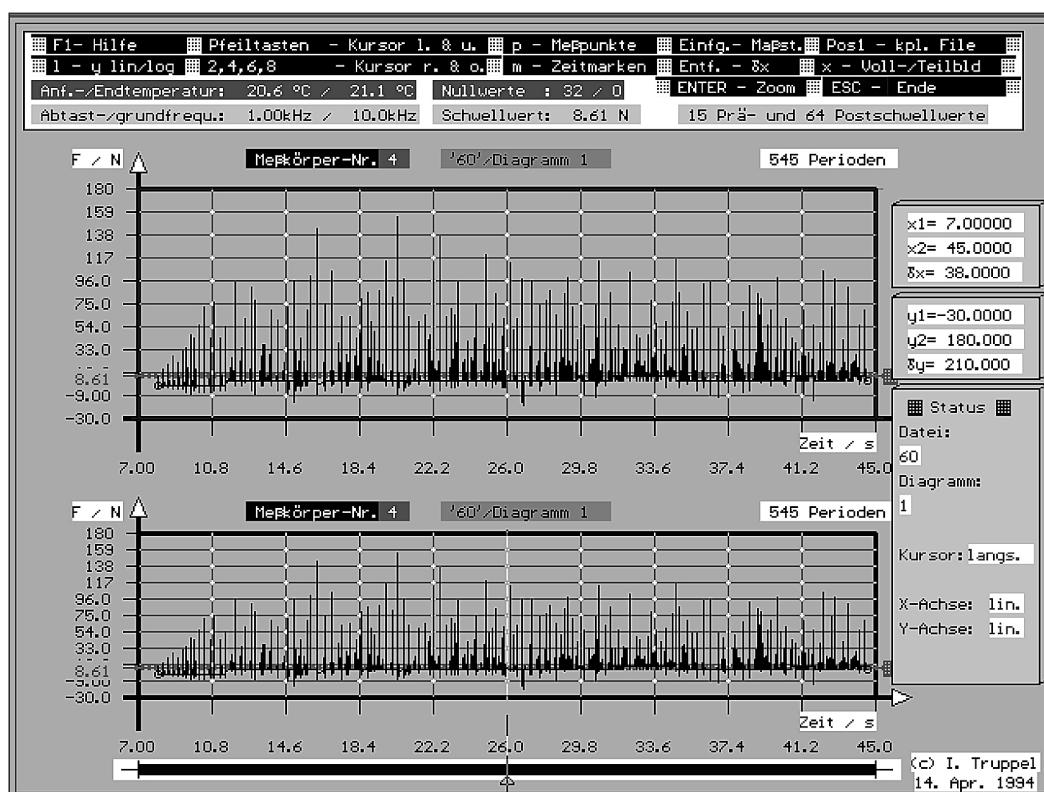 F1- Hilfe Pfeiltasten - Kursor l. & u. p - Meßpunkte Einfg.- Maßst. Pos1 - kpl. File
l - y lin/log 2,4,6,8 - Kursor r. & o. m - Zeitmarken Entf. - δx x - Voll-/Teilbld
Anf.-/Endtemperatur: 20.6 °C / 21.1 °C Nullwerte : 32 / 0 ENTER - Zoom ESC - Ende
Abtast-/grundfrequ.: 1.00kHz / 10.0kHz Schwellwert: 8.61 N 15 Prä- und 64 Postschwellwerte
F / N Meßkörper-Nr. 4 '60'/Diagramm 1 545 Perioden
180
159
138
117
96.0
75.0
54.0
33.0
8.61
-9.00
-30.0
Zeit / s
7.00 10.8 14.6 18.4 22.2 26.0 29.8 33.6 37.4 41.2 45.0
x1= 7.00000
x2= 45.0000
δx= 38.0000
y1=-30.0000
y2= 180.000
δy= 210.000
Status
Datei:
60
Diagramm:
1
Kursor: langs.
X-Achse: lin.
Y-Achse: lin.
F / N Meßkörper-Nr. 4 '60'/Diagramm 1 545 Perioden
180
159
138
117
96.0
75.0
54.0
33.0
8.61
-30.0
Zeit / s
7.00 10.8 14.6 18.4 22.2 26.0 29.8 33.6 37.4 41.2 45.0
(c) I. Truppel
14. Apr. 1994